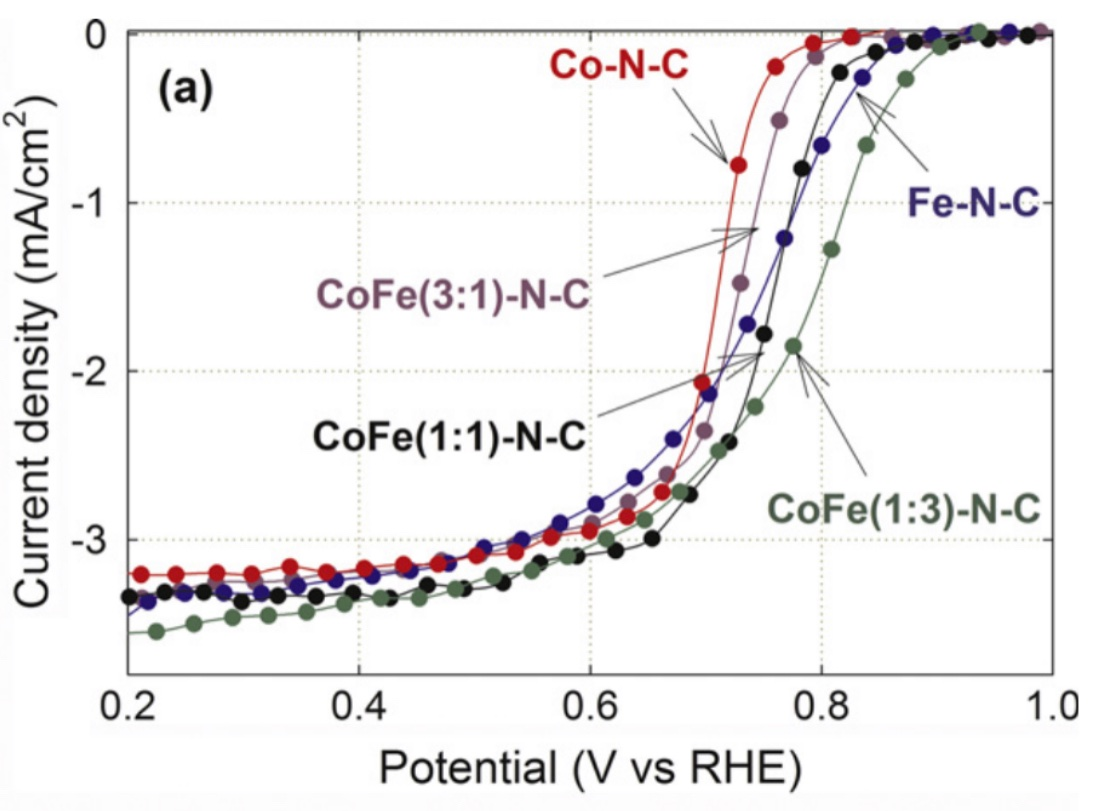 (a)
Co-N-C
Fe-N-C
CoFe(3:1)-N-C
CoFe(1:1)-N-C
CoFe(1:3)-N-C
0
-1
-2
-3
Current density (mA/cm²)
0.2 0.4 0.6 0.8 1.0
Potential (V vs RHE)